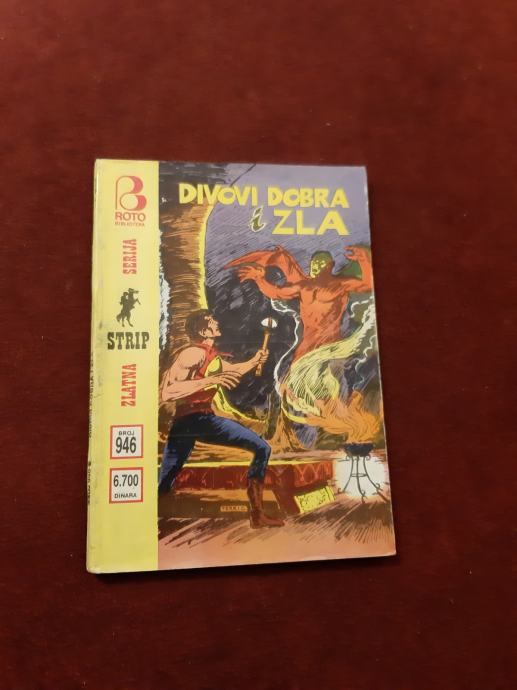 ROTO
BIBLIOTEKA
ZLATNA STRIP SERIJA
BROJ
946
6.700
DINARA
DIVOVI DOBRA
i ZLA